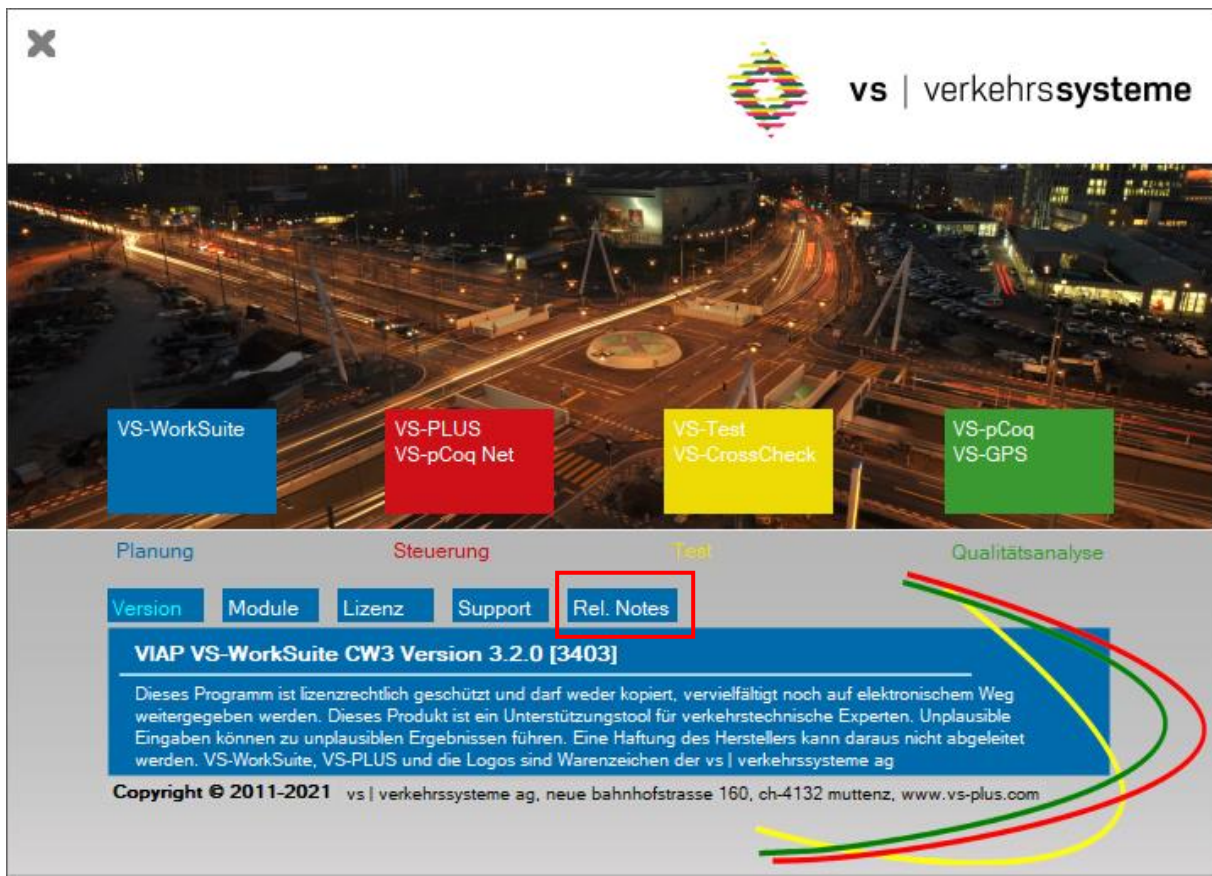 vs | verkehrssysteme
VS-WorkSuite
VS-PLUS
VS-pCoq Net
VS-Test
VS-CrossCheck
VS-pCoq
VS-GPS
Planung
Steuerung
Test
Qualitätsanalyse
Version
Module
Lizenz
Support
Rel. Notes
VIAP VS-WorkSuite CW3 Version 3.2.0 [3403]
Dieses Programm ist lizenzrechtlich geschützt und darf weder kopiert, vervielfältigt noch auf elektronischem Weg
weitergegeben werden. Dieses Produkt ist ein Unterstützungstool für verkehrstechnische Experten. Unplausible
Eingaben können zu unplausiblen Ergebnissen führen. Eine Haftung des Herstellers kann daraus nicht abgeleitet
werden. VS-WorkSuite, VS-PLUS und die Logos sind Warenzeichen der vs | verkehrssysteme ag
Copyright © 2011-2021 vs | verkehrssysteme ag, neue bahnhofstrasse 160, ch-4132 muttenz, www.vs-plus.com